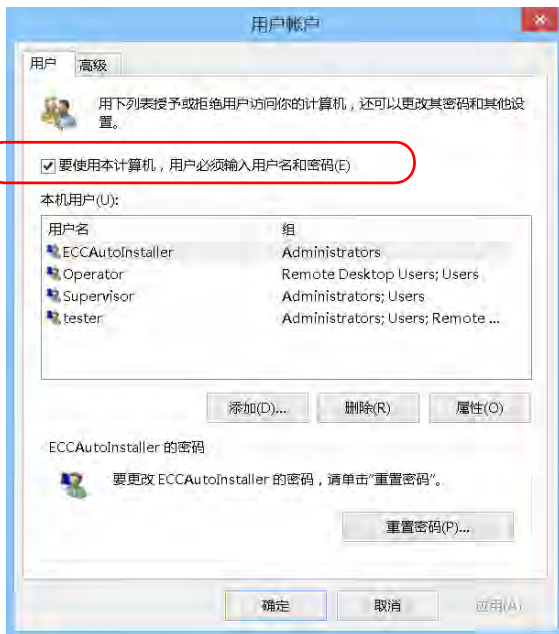 用户帐户
用户 高级
用下列表授予或拒绝用户访问你的计算机，还可以更改其密码和其他设
置。
要使用本计算机，用户必须输入用户名和密码(E)
本机用户(U):
用户名 组
ECCAutoInstaller Administrators
Operator Remote Desktop Users; Users
Supervisor Administrators; Users
tester Administrators; Users; Remote ...
添加(D)... 删除(R) 属性(O)
ECCAutoInstaller 的密码
要更改 ECCAutoInstaller 的密码，请单击“重置密码”。
重置密码(P)...
确定 取消 应用(A)